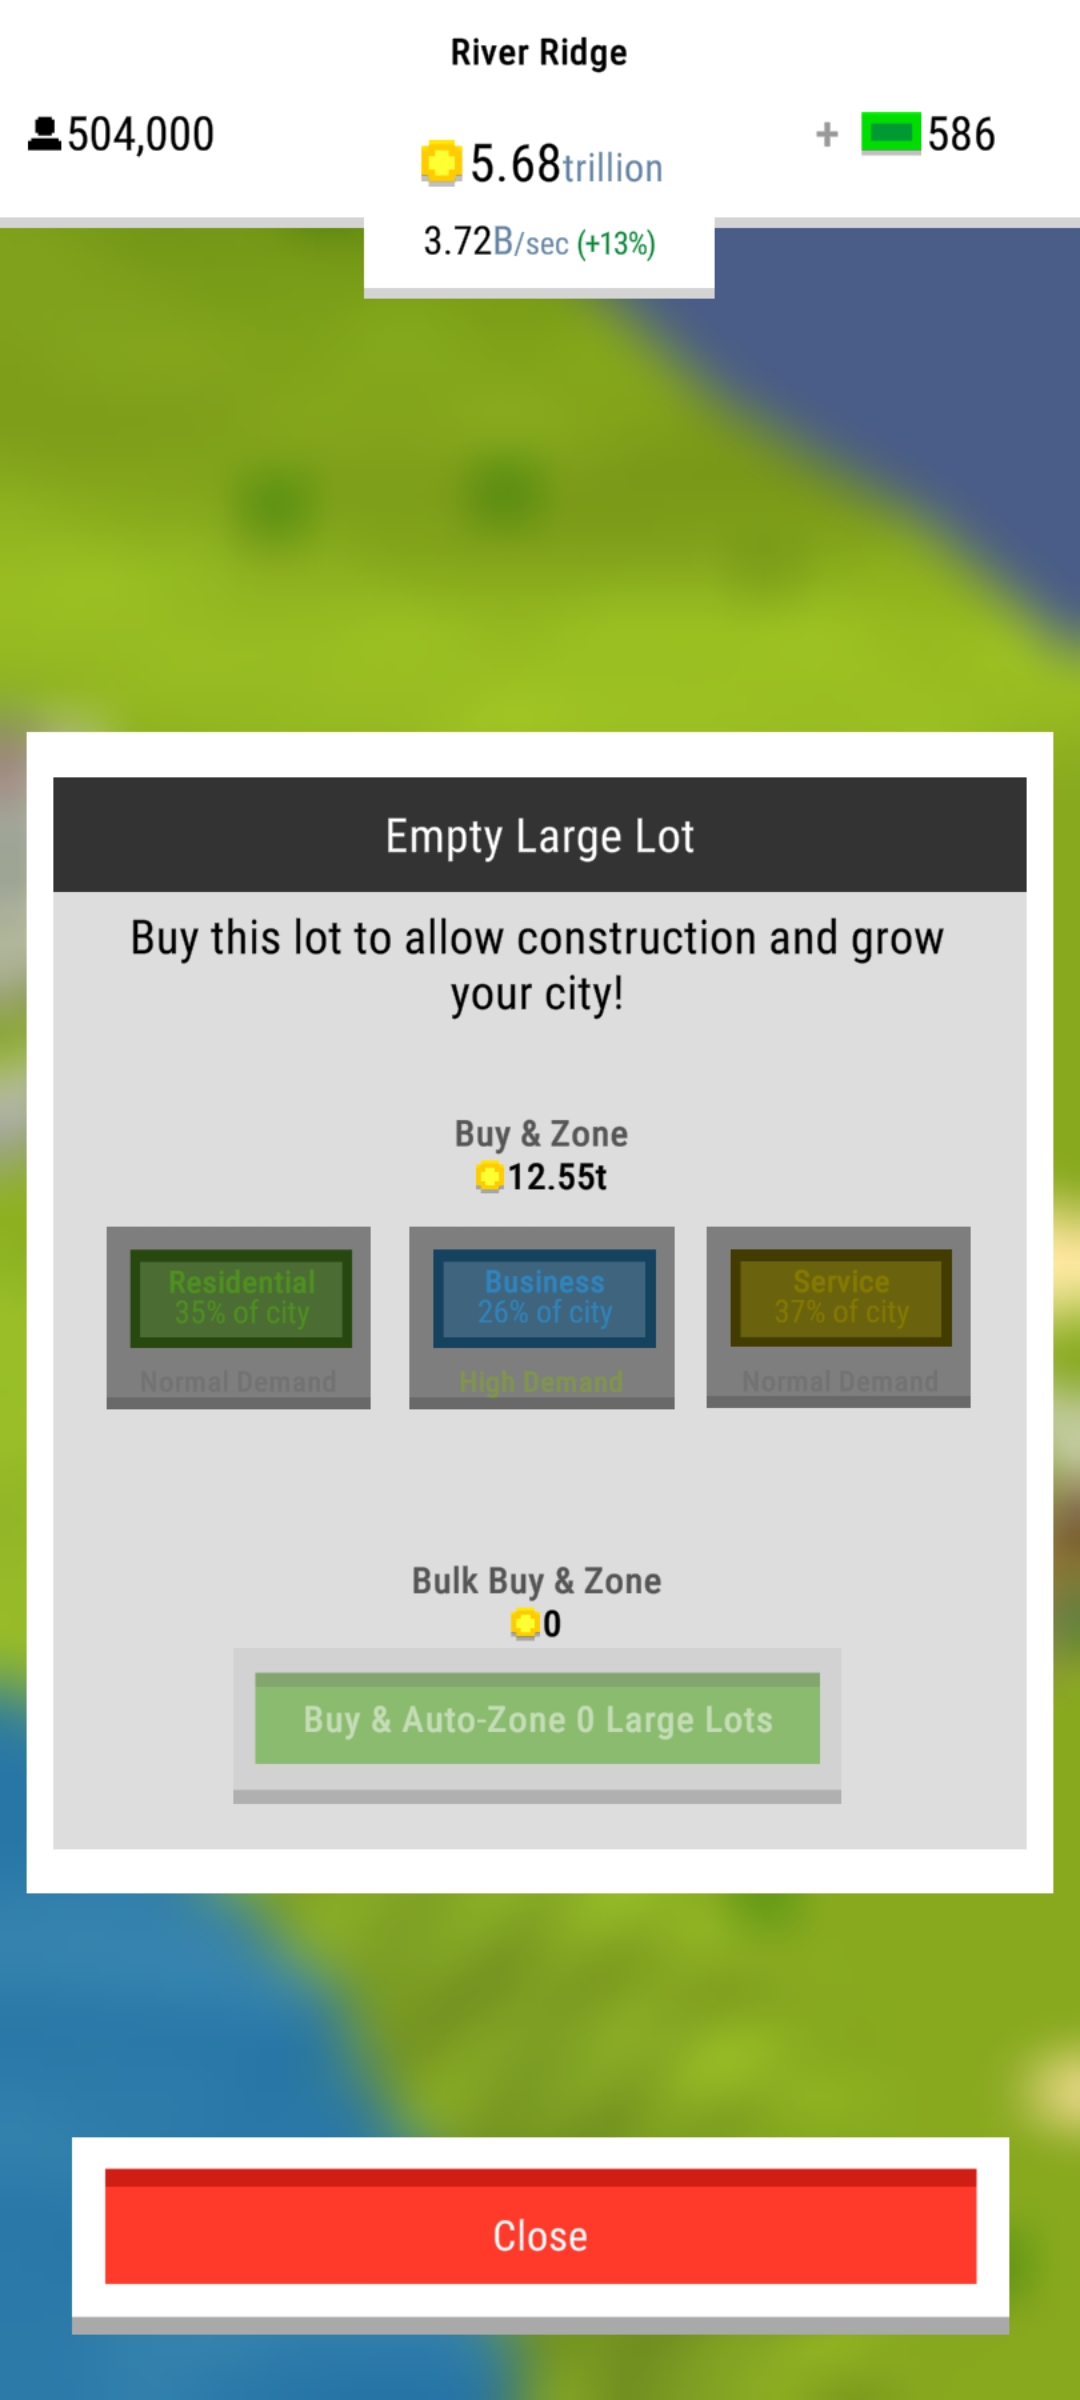 River Ridge
504,000
5.68trillion
+ 586
3.72B/sec (+13%)
Empty Large Lot
Buy this lot to allow construction and grow
your city!
Buy & Zone
12.55t
Residential
35% of city
Normal Demand
Business
26% of city
High Demand
Service
37% of city
Normal Demand
Bulk Buy & Zone
0
Buy & Auto-Zone 0 Large Lots
Close